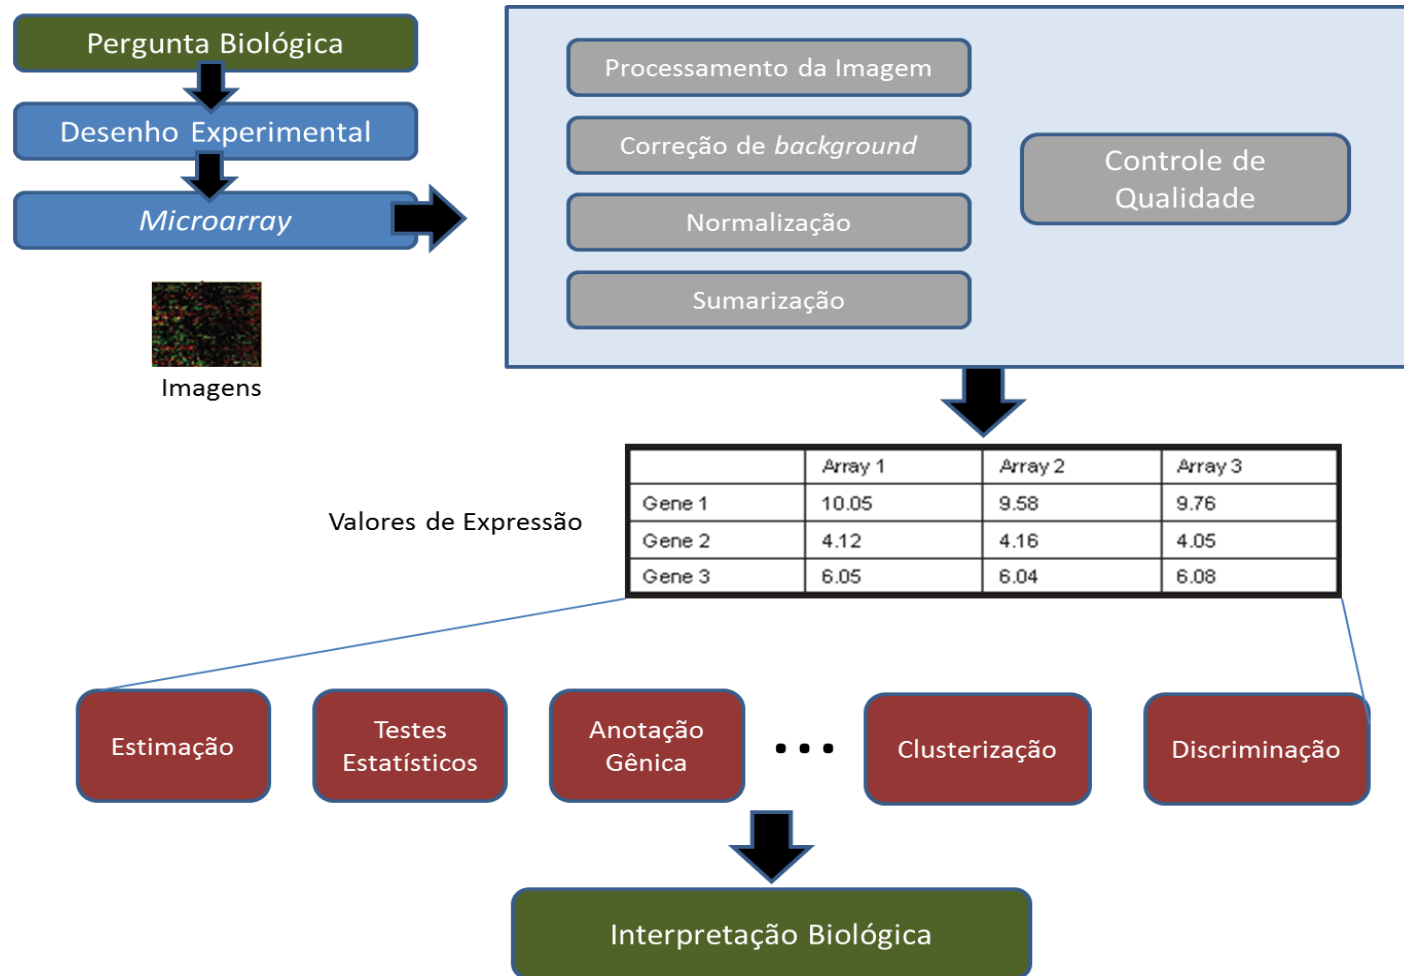 Pergunta Biológica
Desenho Experimental
Microarray
Imagens
Processamento da Imagem
Correção de background
Normalização
Sumarização
Controle de
Qualidade
Valores de Expressão
Array 1 Array 2 Array 3
Gene 1 10.05 9.58 9.76
Gene 2 4.12 4.16 4.05
Gene 3 6.05 6.04 6.08
Estimação
Testes
Estatísticos
Anotação
Gênica
...
Clusterização
Discriminação
Interpretação Biológica